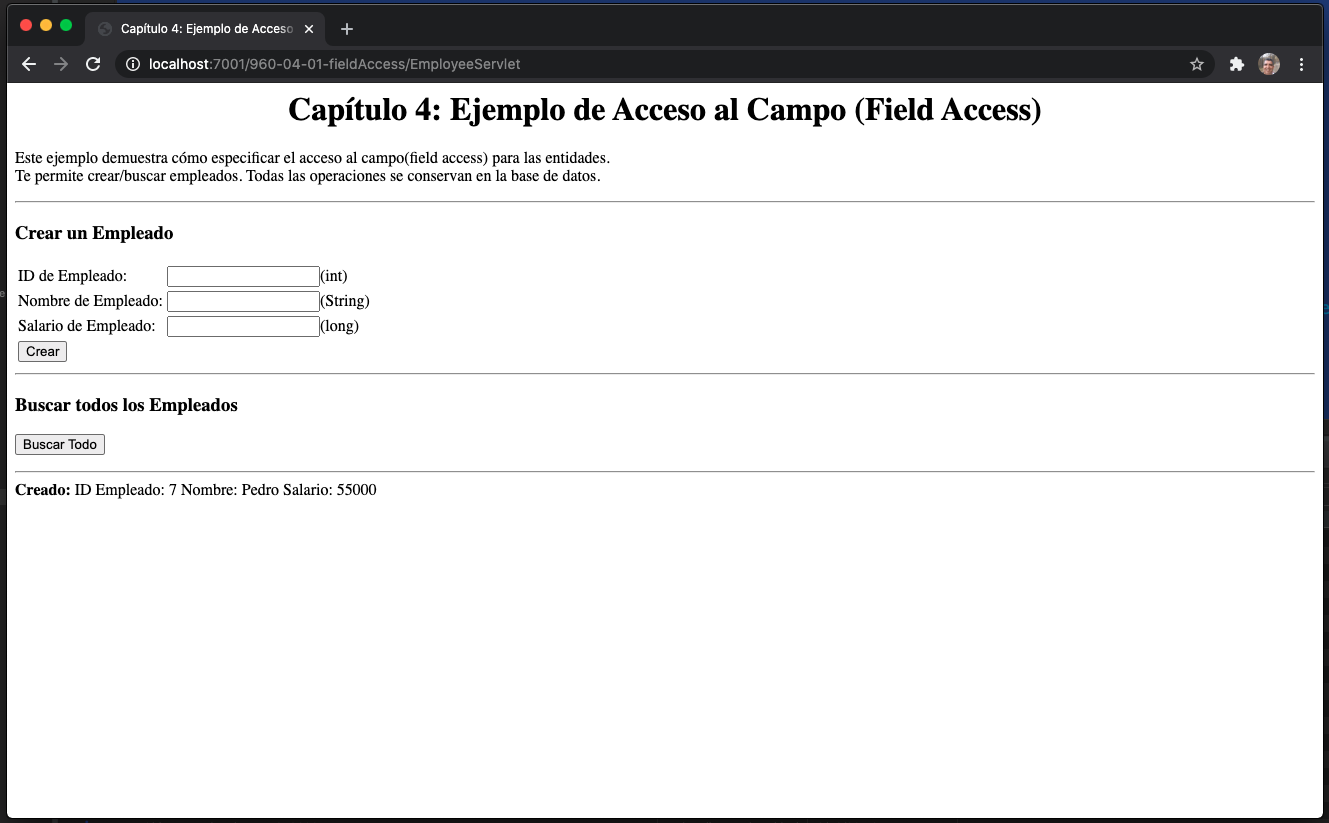 Capítulo 4: Ejemplo de Acceso
localhost:7001/960-04-01-fieldAccess/EmployeeServlet
Capítulo 4: Ejemplo de Acceso al Campo (Field Access)
Este ejemplo demuestra cómo especificar el acceso al campo(field access) para las entidades.
Te permite crear/buscar empleados. Todas las operaciones se conservan en la base de datos.
Crear un Empleado
ID de Empleado: (int)
Nombre de Empleado: (String)
Salario de Empleado: (long)
Crear
Buscar todos los Empleados
Buscar Todo
Creado: ID Empleado: 7 Nombre: Pedro Salario: 55000